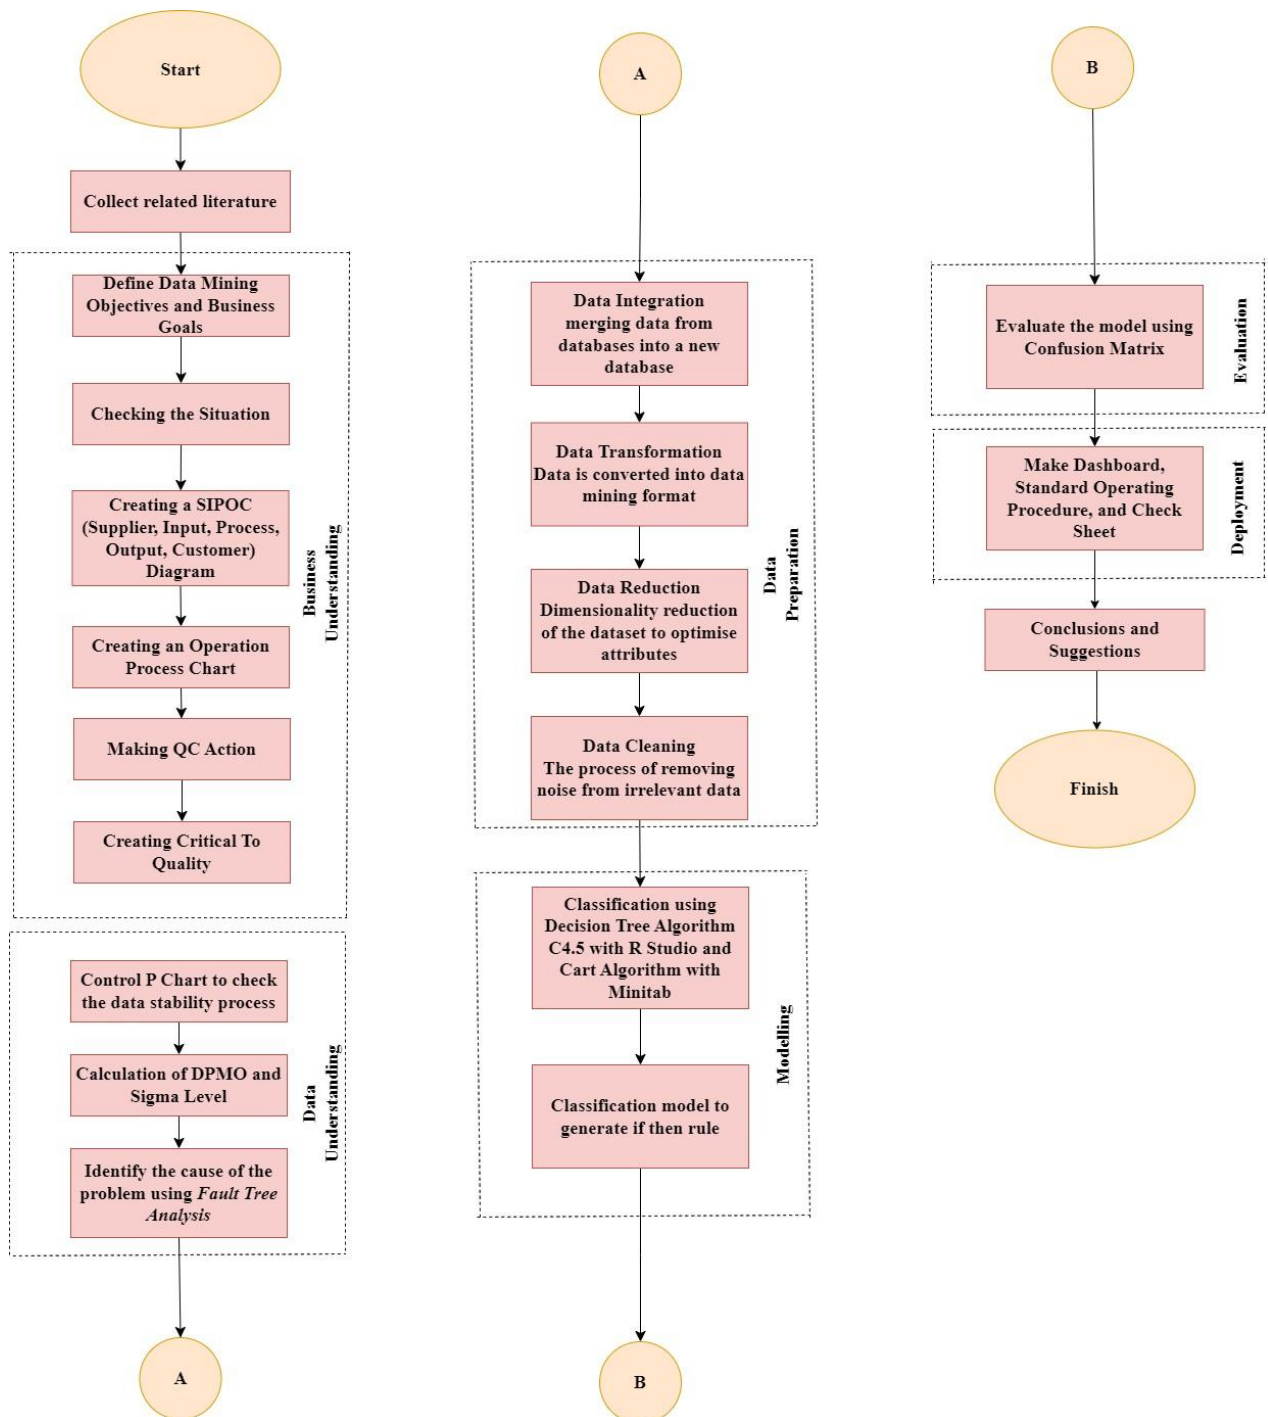 Start
Collect related literature
Define Data Mining
Objectives and Business
Goals
Checking the Situation
Creating a SIPOC
(Supplier, Input, Process,
Output, Customer)
Diagram
Creating an Operation
Process Chart
Making QC Action
Creating Critical To
Quality
Business
Understanding
Control P Chart to check
the data stability process
Calculation of DPMO and
Sigma Level
Identify the cause of the
problem using Fault Tree
Analysis
Data
Understanding
A
A
Data Integration
merging data from
databases into a new
database
Data Transformation
Data is converted into data
mining format
Data Reduction
Dimensionality reduction
of the dataset to optimise
attributes
Data Cleaning
The process of removing
noise from irrelevant data
Data
Preparation
Classification using
Decision Tree Algorithm
C4.5 with R Studio and
Cart Algorithm with
Minitab
Classification model to
generate if then rule
Modelling
B
B
Evaluate the model using
Confusion Matrix
Evaluation
Make Dashboard,
Standard Operating
Procedure, and Check
Sheet
Deployment
Conclusions and
Suggestions
Finish